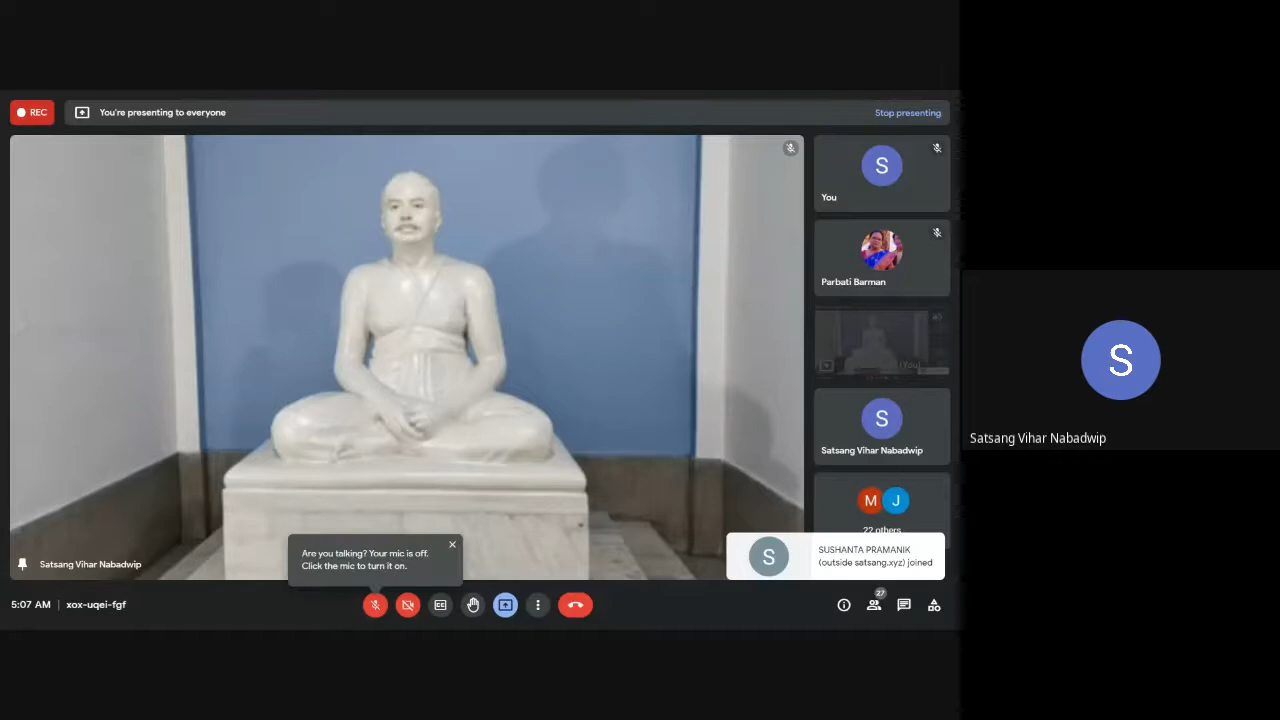 REC
You're presenting to everyone
Stop presenting
S
You
Parbati Barman
(You)
S
Satsang Vihar Nabadwip
M J
22 others
S
SUSHANTA PRAMANIK
(outside satsang.xyz) joined
Are you talking? Your mic is off.
Click the mic to turn it on.
Satsang Vihar Nabadwip
5:07 AM | xox-uqei-fgf
27
S
Satsang Vihar Nabadwip